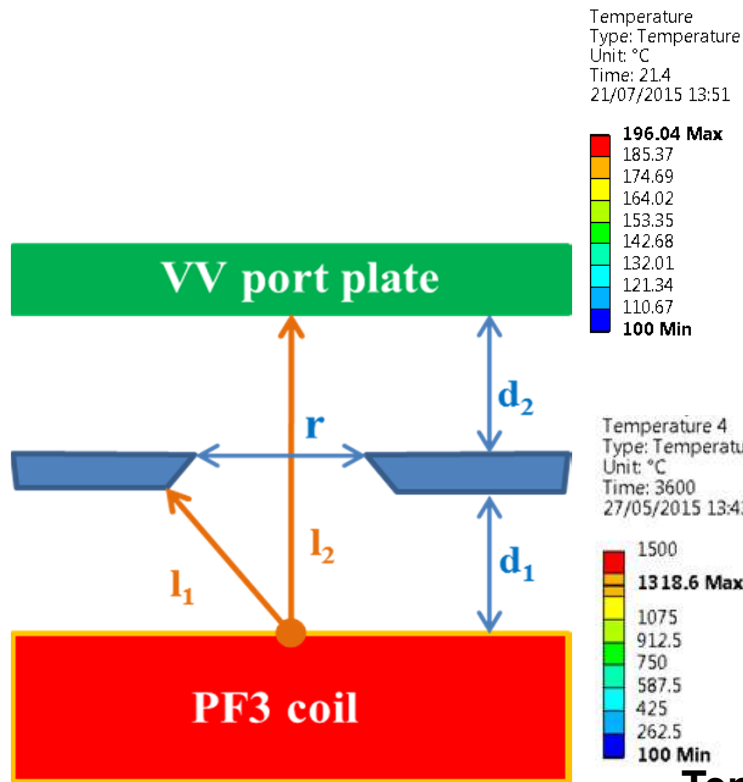 Temperature
Type: Temperature
Unit: °C
Time: 21.4
21/07/2015 13:51
196.04 Max
185.37
174.69
164.02
153.35
142.68
132.01
121.34
110.67
100 Min
VV port plate
d2
r
l2
l1
d1
PF3 coil
Temperature 4
Unit: °C
Time: 3600
27/05/2015
1500
1318.6 Max
1075
912.5
750
587.5
425
262.5
100 Min